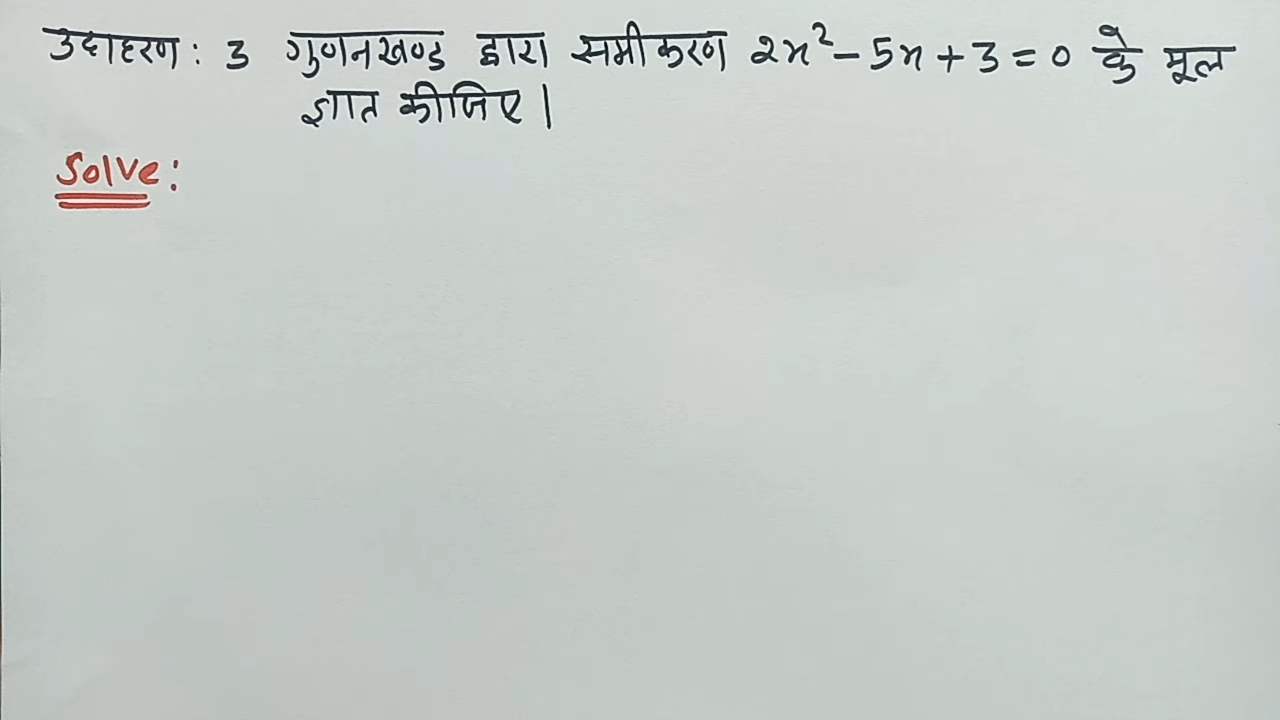 उदाहरण: 3 गुणनखण्ड द्वारा समीकरण 2x² - 5x + 3 = 0 के मूल
ज्ञात कीजिए।
Solve: